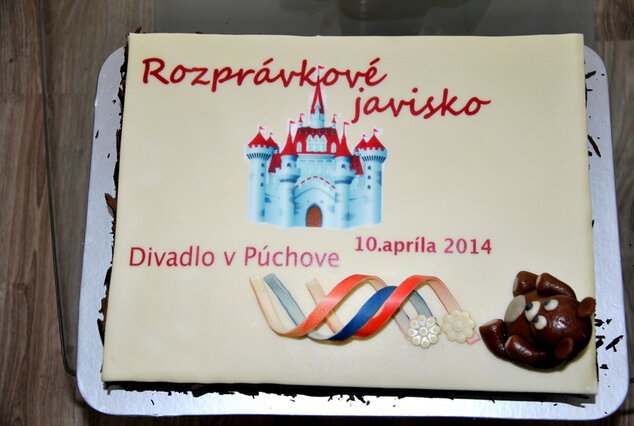 Rozprávkové
javisko
Divadlo v Púchove
10.apríla 2014